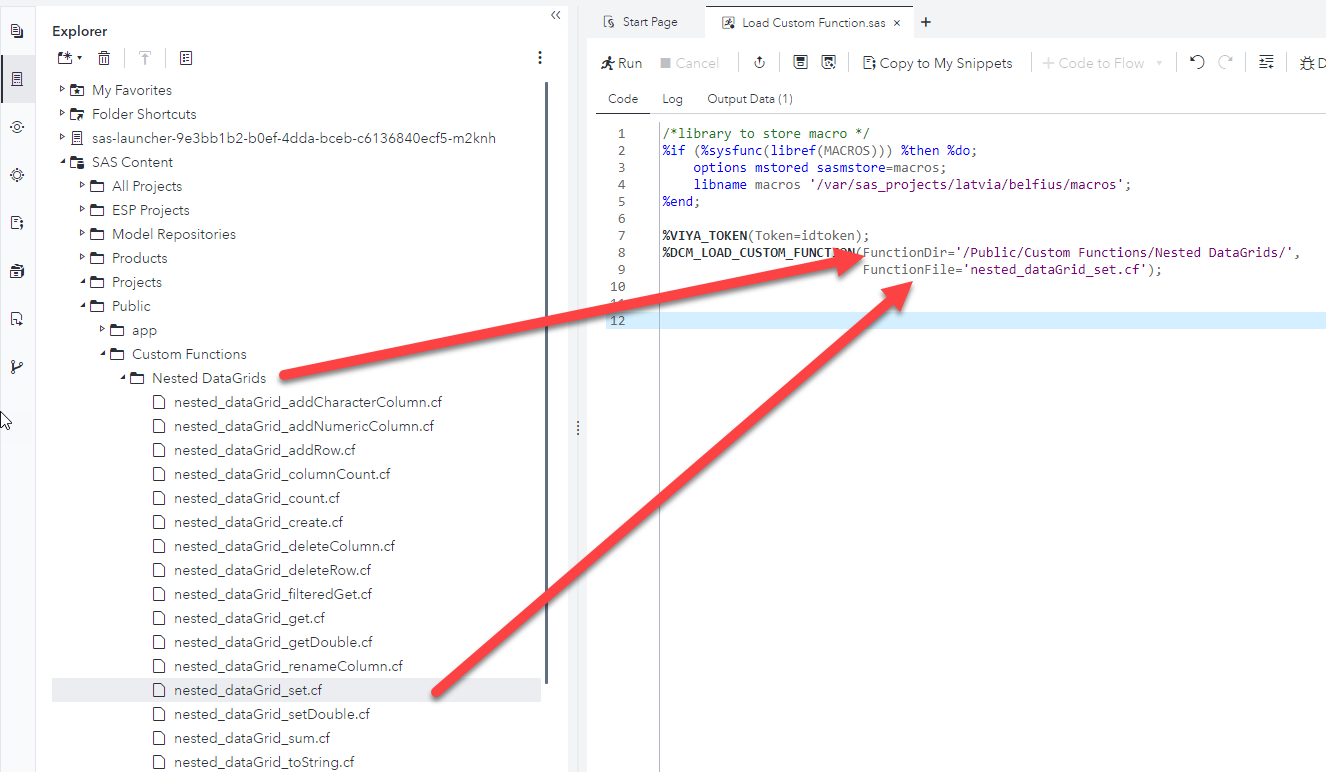 Explorer
My Favorites
Folder Shortcuts
sas-launcher-9e3bb1b2-b0ef-4dda-bceb-c6136840ecf5-m2knh
SAS Content
All Projects
ESP Projects
Model Repositories
Products
Projects
Public
app
Custom Functions
Nested DataGrids
nested_dataGrid_addCharacterColumn.cf
nested_dataGrid_addNumericColumn.cf
nested_dataGrid_addRow.cf
nested_dataGrid_columnCount.cf
nested_dataGrid_count.cf
nested_dataGrid_create.cf
nested_dataGrid_deleteColumn.cf
nested_dataGrid_deleteRow.cf
nested_dataGrid_filteredGet.cf
nested_dataGrid_get.cf
nested_dataGrid_getDouble.cf
nested_dataGrid_renameColumn.cf
nested_dataGrid_set.cf
nested_dataGrid_setDouble.cf
nested_dataGrid_sum.cf
nested_dataGrid_toString.cf
Start Page Load Custom Function.sas × +
Run Cancel Copy to My Snippets + Code to Flow D
Code Log Output Data (1)
1 /*library to store macro */
2 %if (%sysfunc(libref(MACROS))) %then %do;
3 options mstored sasmstore=macros;
4 libname macros '/var/sas_projects/latvia/belfius/macros';
5 %end;
6
7 %VIYA_TOKEN(Token=idtoken);
8 %DCM_LOAD_CUSTOM_FUNCTION(FunctionDir='/Public/Custom Functions/Nested DataGrids/',
9 FunctionFile='nested_dataGrid_set.cf');
10
11
12